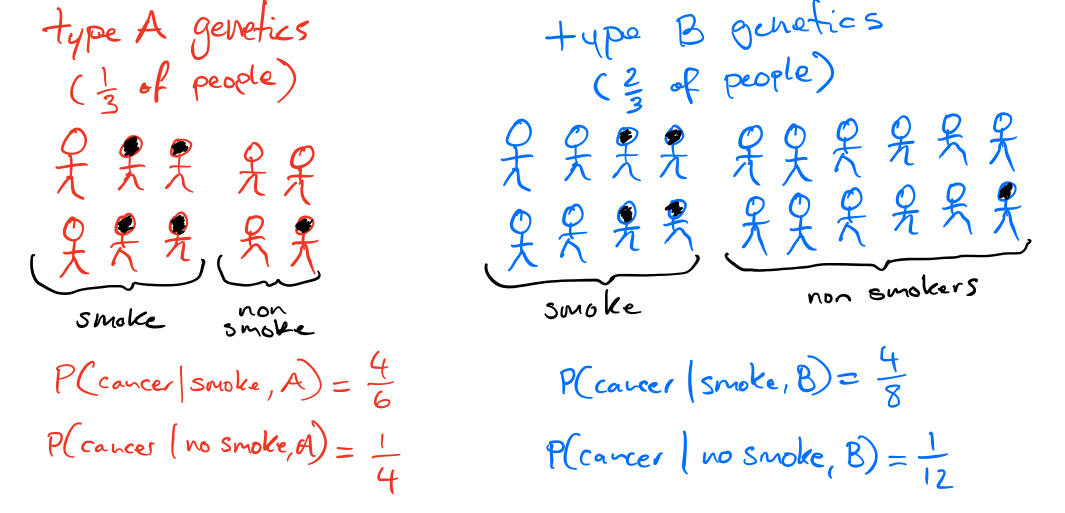 type A genetics
(1/3 of people)
smoke
non
smoke
P(cancer | smoke, A) = 4/6
P(cancer | no smoke, A) = 1/4
type B genetics
(2/3 of people)
smoke
non smokers
P(cancer | smoke, B) = 4/8
P(cancer | no smoke, B) = 1/12